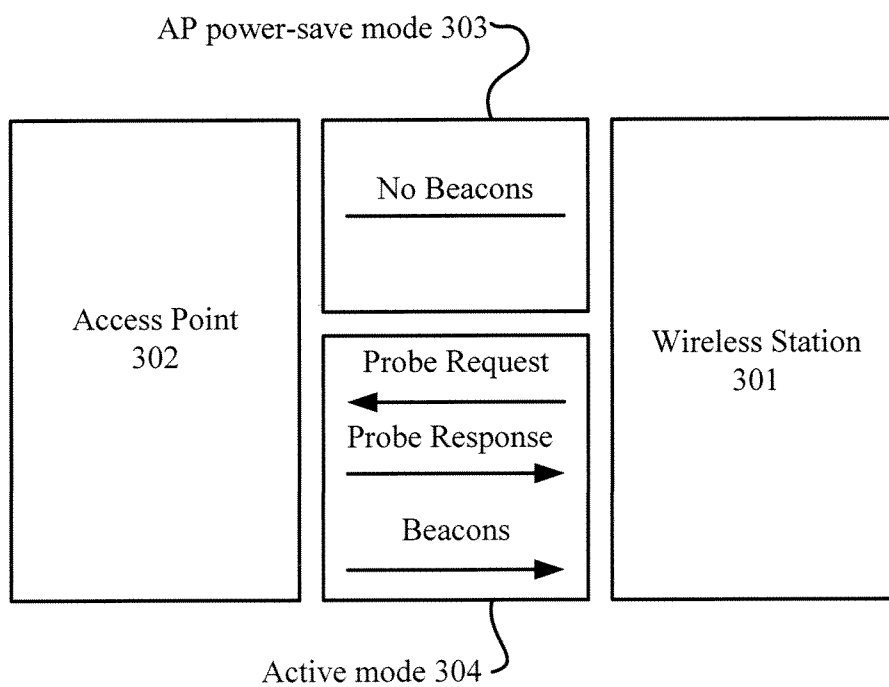 AP power-save mode 303
No Beacons
Access Point
302
Probe Request
Probe Response
Beacons
Wireless Station
301
Active mode 304